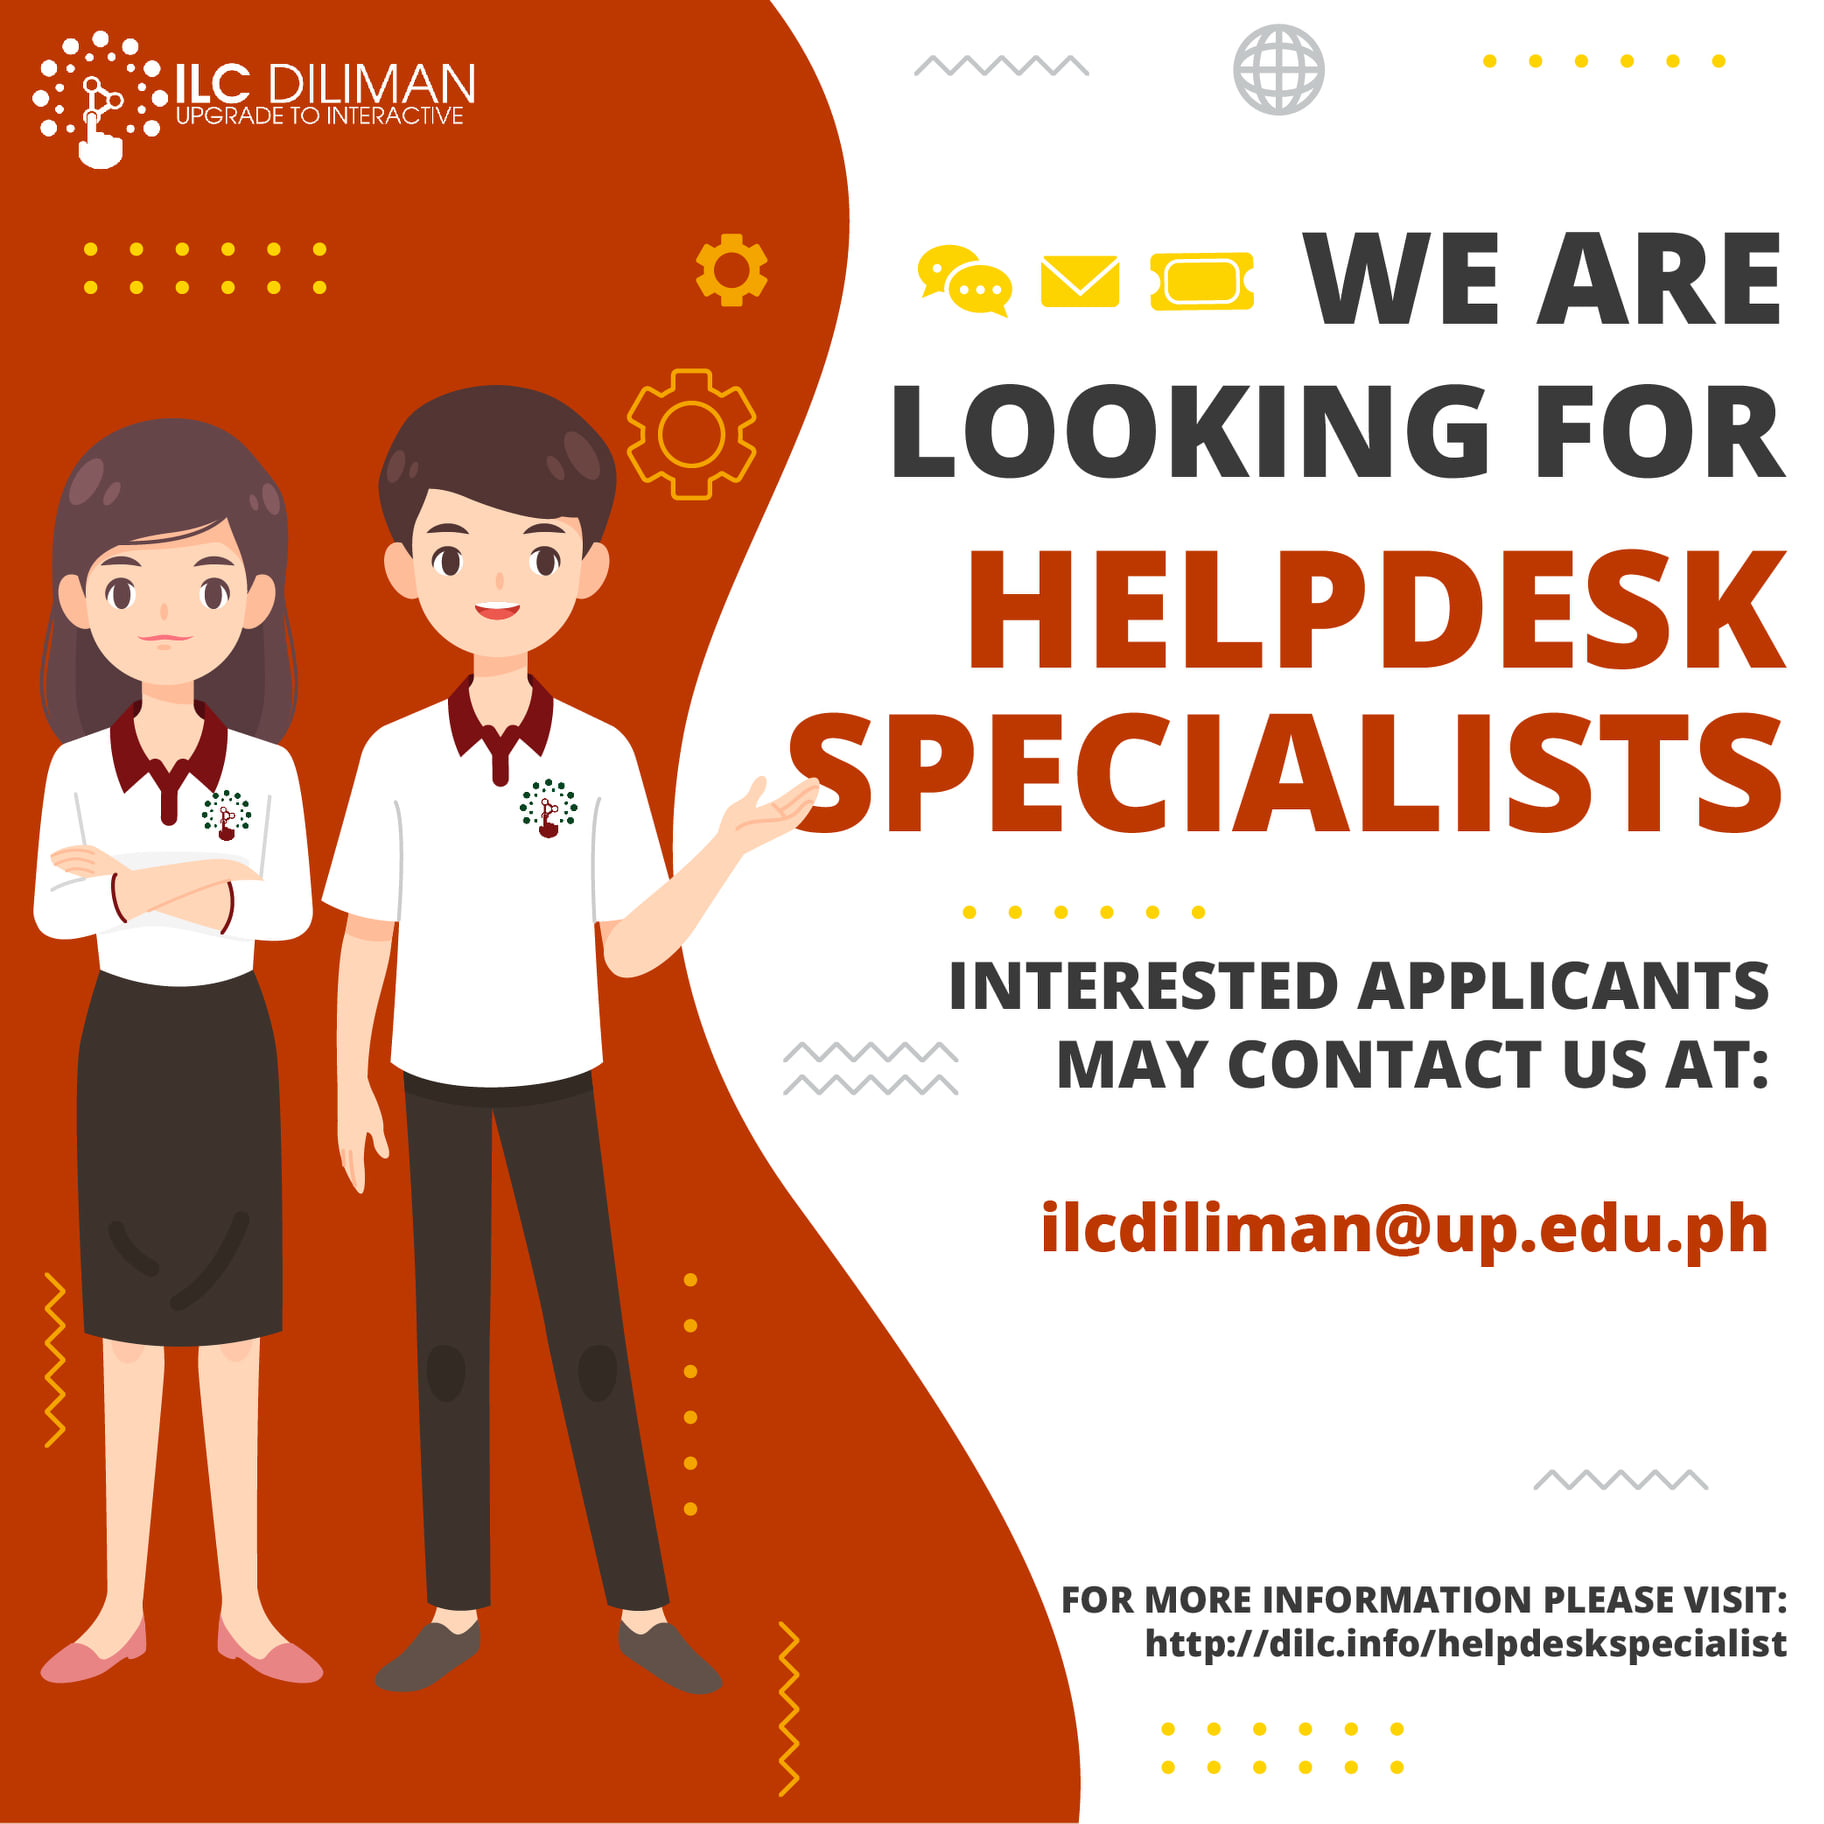 ILC DILIMAN
UPGRADE TO INTERACTIVE
WE ARE
LOOKING FOR
HELPDESK
SPECIALISTS
INTERESTED APPLICANTS
MAY CONTACT US AT:
ilcdiliman@up.edu.ph
FOR MORE INFORMATION PLEASE VISIT:
http://dilc.info/helpdeskspecialist